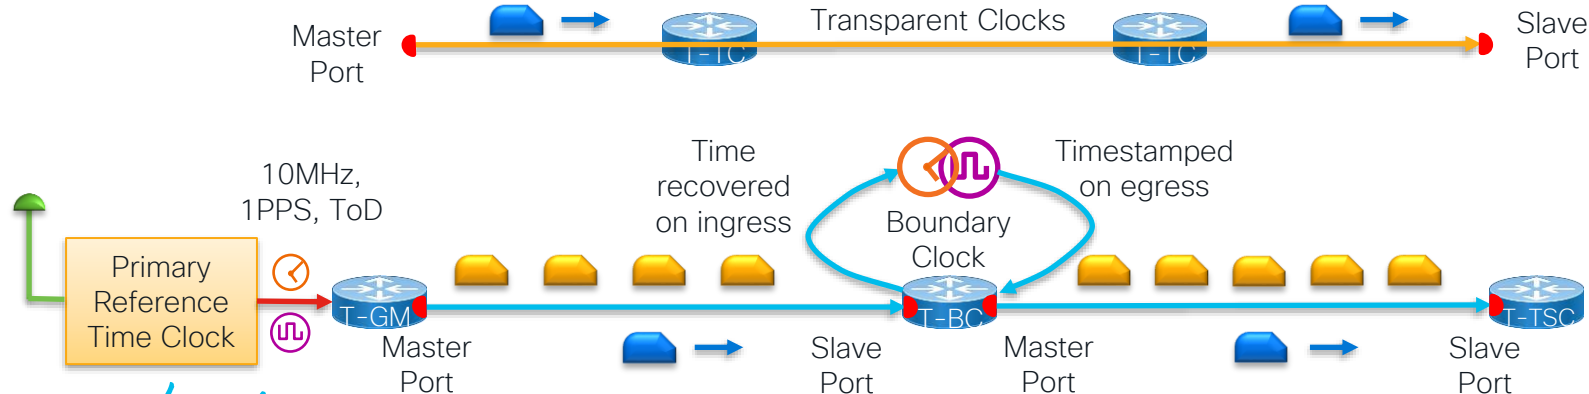 Master
Port
T-TC
Transparent Clocks
T-TC
Slave
Port
10MHz,
1PPS, ToD
Time
recovered
on ingress
Timestamped
on egress
Boundary
Clock
Primary
Reference
Time Clock
T-GM
T-BC
T-TSC
Master
Port
Slave
Port
Master
Port
Slave
Port